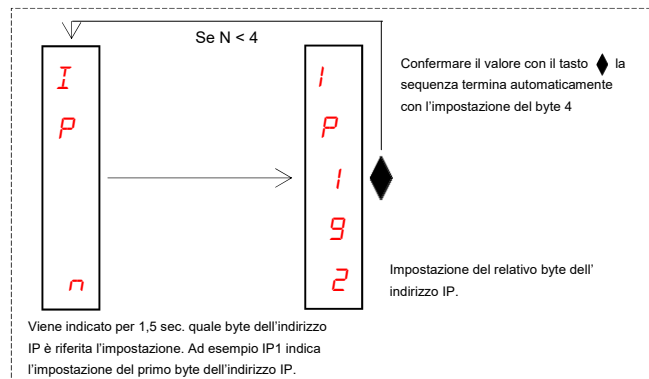 Se N < 4
I
P
n
I
P
1
9
2
Confermare il valore con il tasto la
sequenza termina automaticamente
con l'impostazione del byte 4
Impostazione del relativo byte dell'
indirizzo IP.
Viene indicato per 1,5 sec. quale byte dell'indirizzo
IP è riferita l'impostazione. Ad esempio IP1 indica
l'impostazione del primo byte dell'indirizzo IP.